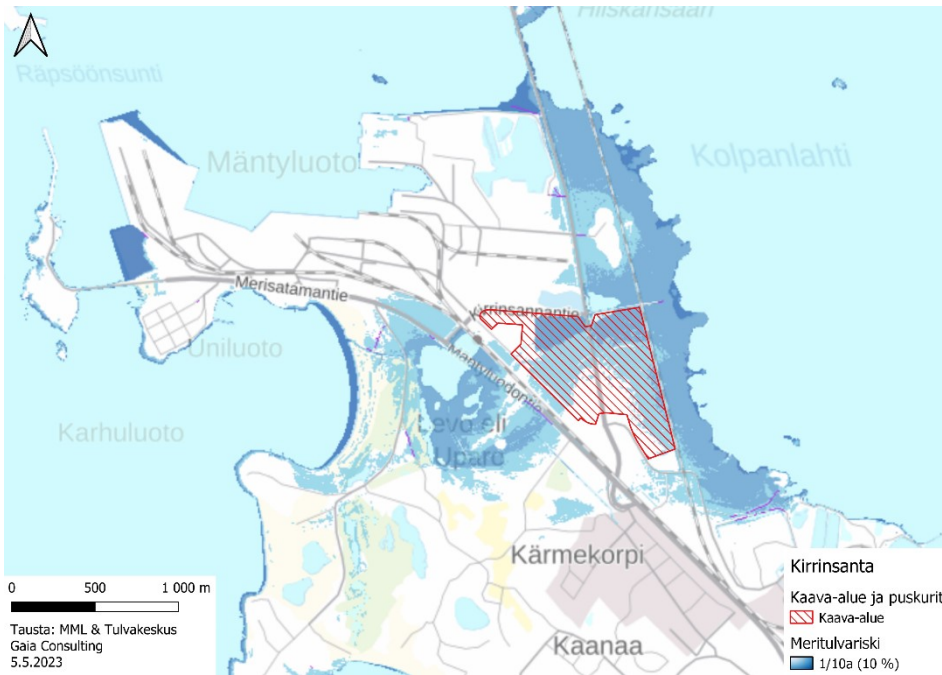 Hiiskansaari
Räpsöönsunti
Mäntyluoto
Kolpanlahti
Merisatamantie
Kirrinsannantie
Uniluoto
Mäntyluodontie
Karhuluoto
Levo eli
Uparo
Kärmekorpi
Kaanaa
0 500 1 000 m
Tausta: MML & Tulvakeskus
Gaia Consulting
5.5.2023
Kirrinsanta
Kaava-alue ja puskurit
Kaava-alue
Meritulvariski
1/10a (10 %)